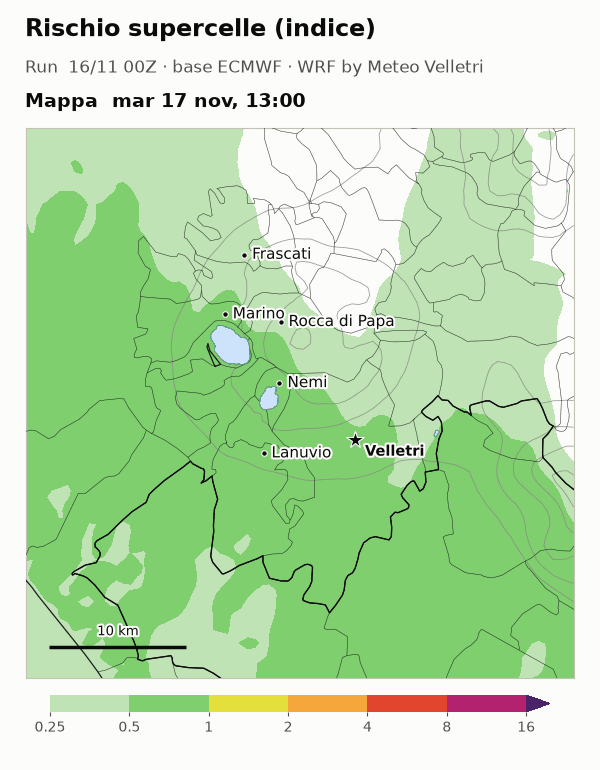 Rischio supercelle (indice)
Run  16/11 00Z · base ECMWF · WRF by Meteo Velletri
Mappa  mar 17 nov, 13:00
Frascati
Marino
Rocca di Papa
Nemi
Velletri
Lanuvio
10 km
0.25 0.5 1 2 4 8 16